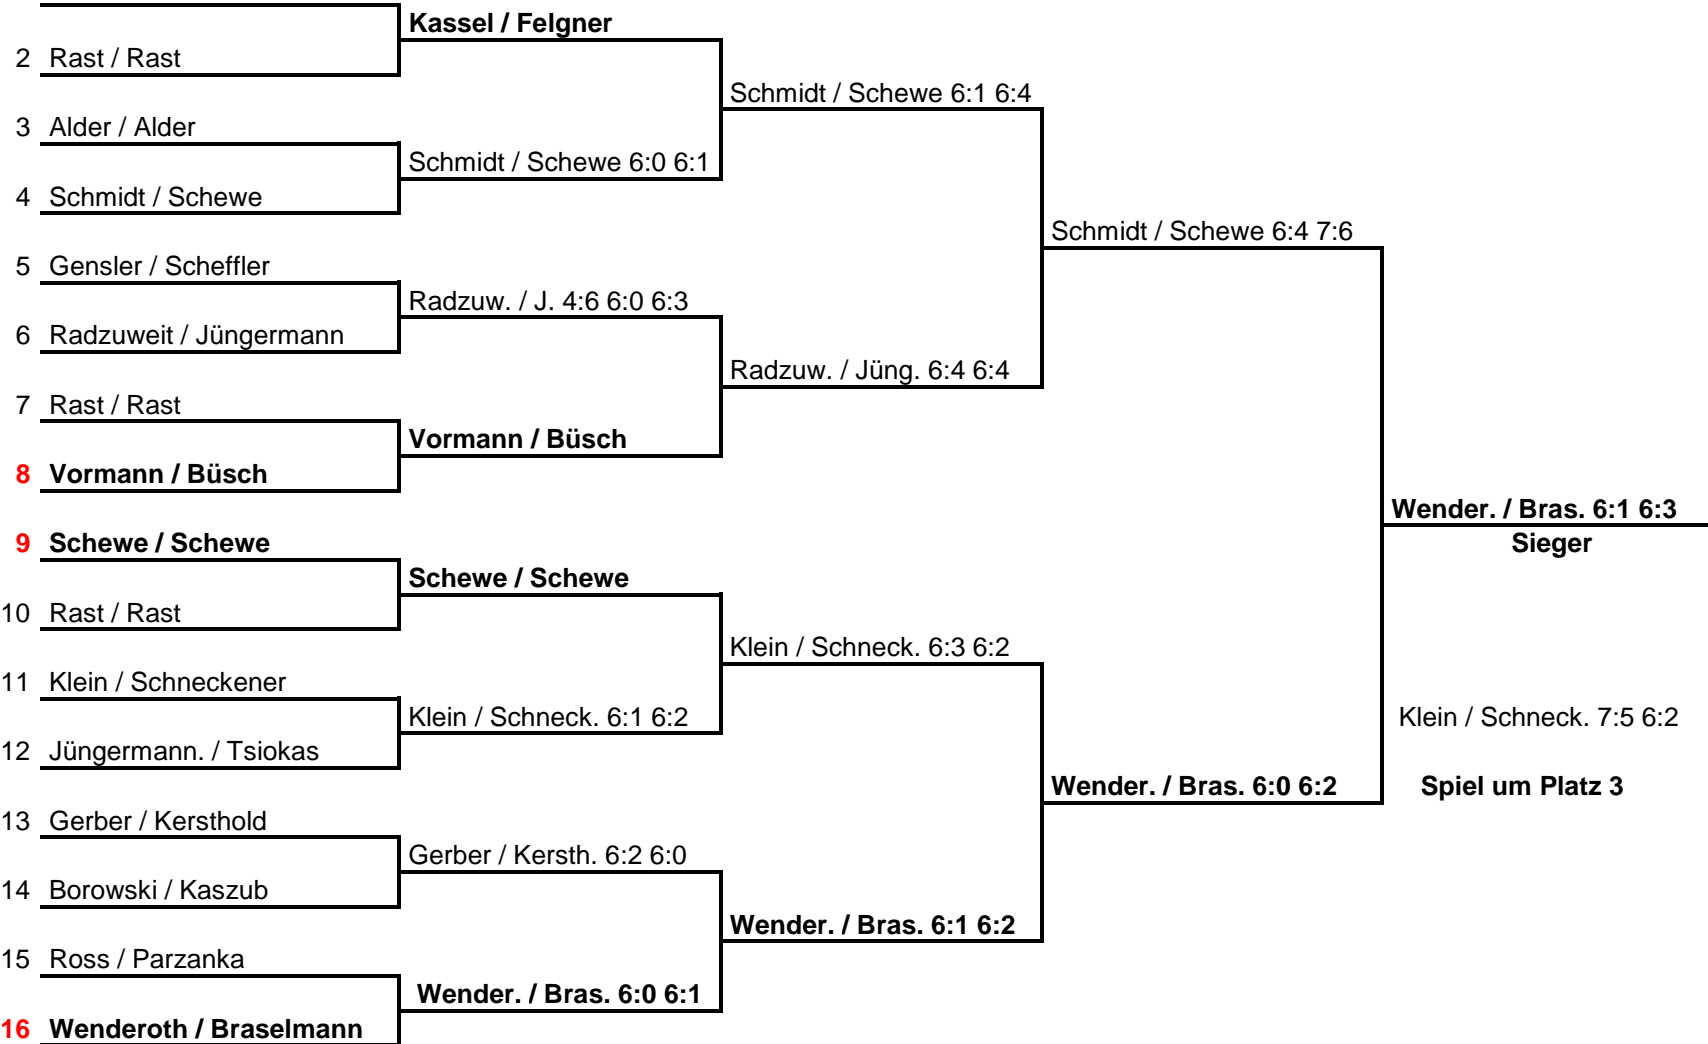 Kassel / Felgner
2 Rast / Rast
Schmidt / Schewe 6:1 6:4
3 Alder / Alder
Schmidt / Schewe 6:0 6:1
4 Schmidt / Schewe
Schmidt / Schewe 6:4 7:6
5 Gensler / Scheffler
Radzuw. / J. 4:6 6:0 6:3
6 Radzuweit / Jüngermann
Radzuw. / Jüng. 6:4 6:4
7 Rast / Rast
Vormann / Büsch
8 Vormann / Büsch
Wender. / Bras. 6:1 6:3
9 Schewe / Schewe
Sieger
Schewe / Schewe
10 Rast / Rast
Klein / Schneck. 6:3 6:2
11 Klein / Schneckener
Klein / Schneck. 6:1 6:2
Klein / Schneck. 7:5 6:2
12 Jüngermann. / Tsiokas
Wender. / Bras. 6:0 6:2
Spiel um Platz 3
13 Gerber / Kersthold
Gerber / Kersth. 6:2 6:0
14 Borowski / Kaszub
Wender. / Bras. 6:1 6:2
15 Ross / Parzanka
Wender. / Bras. 6:0 6:1
16 Wenderoth / Braselmann